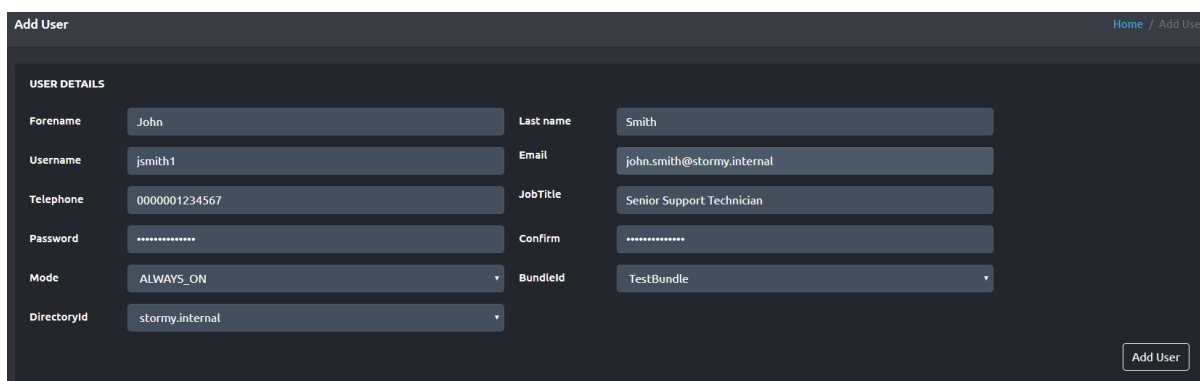 Add User
Home / Add Use
USER DETAILS
Forename John Last name Smith
Username jsmith1 Email john.smith@stormy.internal
Telephone 0000001234567 JobTitle Senior Support Technician
Password •••••••••••••• Confirm ••••••••••••••
Mode ALWAYS_ON BundleId TestBundle
DirectoryId stormy.internal
Add User